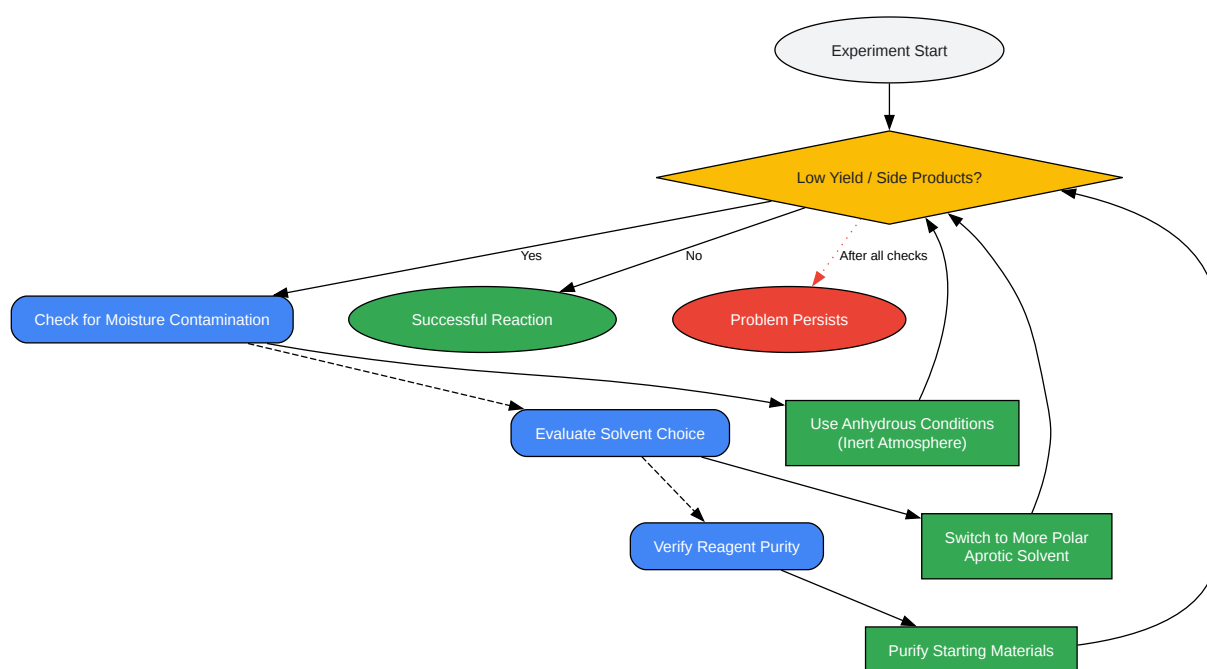 Experiment Start
Low Yield / Side Products?
Yes
No
After all checks
Check for Moisture Contamination
Successful Reaction
Problem Persists
Use Anhydrous Conditions
(Inert Atmosphere)
Evaluate Solvent Choice
Switch to More Polar
Aprotic Solvent
Verify Reagent Purity
Purify Starting Materials